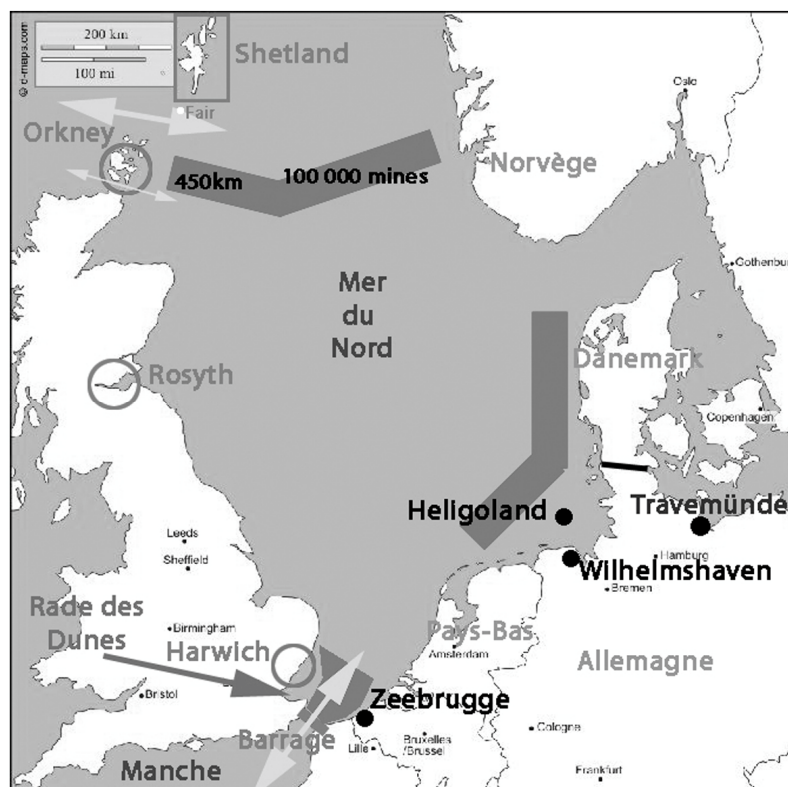 © d-maps.com
200 km
100 mi
Shetland
Fair
Orkney
450km
100 000 mines
Norvège
Oslo
Gothenburg
Mer
du
Nord
Rosyth
Danemark
Copenhagen
Heligoland
Travemünde
Leeds
Hamburg
Sheffield
Wilhelmshaven
Bremen
Rade des
Dunes
Birmingham
Harwich
Pays-Bas
Amsterdam
Allemagne
Bristol
Zeebrugge
Cologne
Barrage
Bruxelles
/Brussel
Lille
Manche
Frankfurt